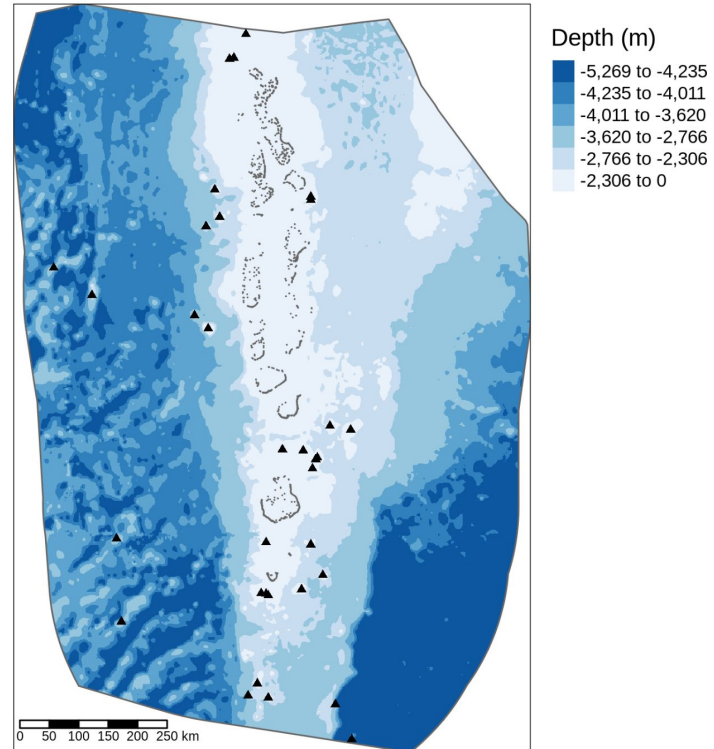 Depth (m)
-5,269 to -4,235
-4,235 to -4,011
-4,011 to -3,620
-3,620 to -2,766
-2,766 to -2,306
-2,306 to 0
0 50 100 150 200 250 km